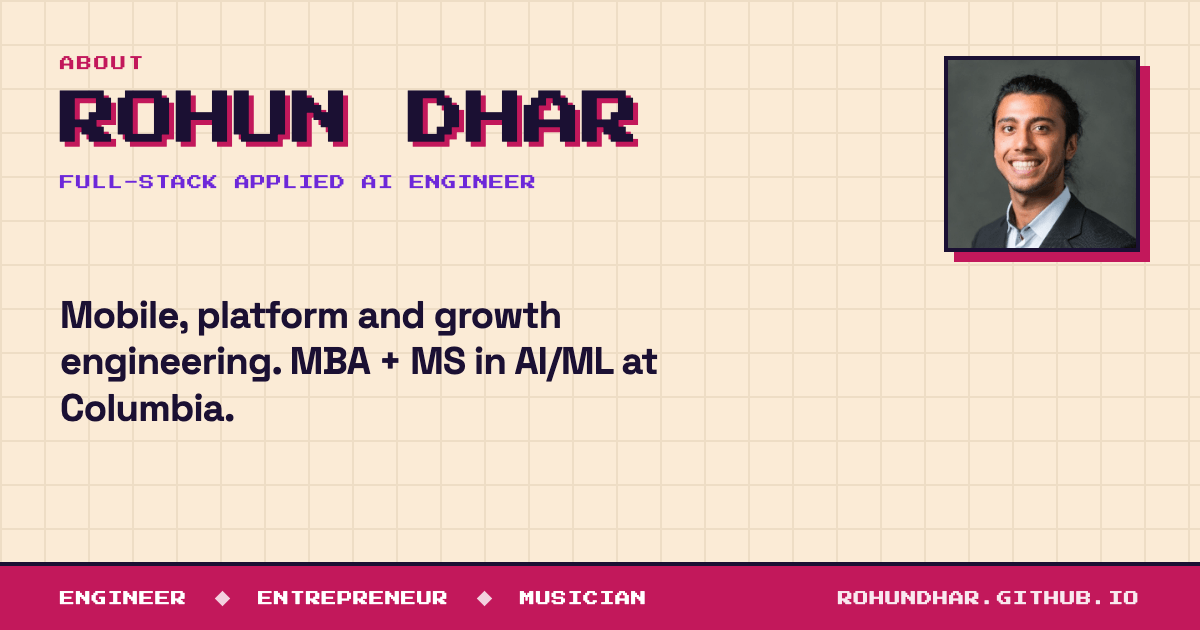 ABOUT
ROHUN DHAR
FULL-STACK APPLIED AI ENGINEER
Mobile, platform and growth
engineering. MBA + MS in AI/ML at
Columbia.
ENGINEER ◆ ENTREPRENEUR ◆ MUSICIAN
ROHUNDHAR.GITHUB.IO